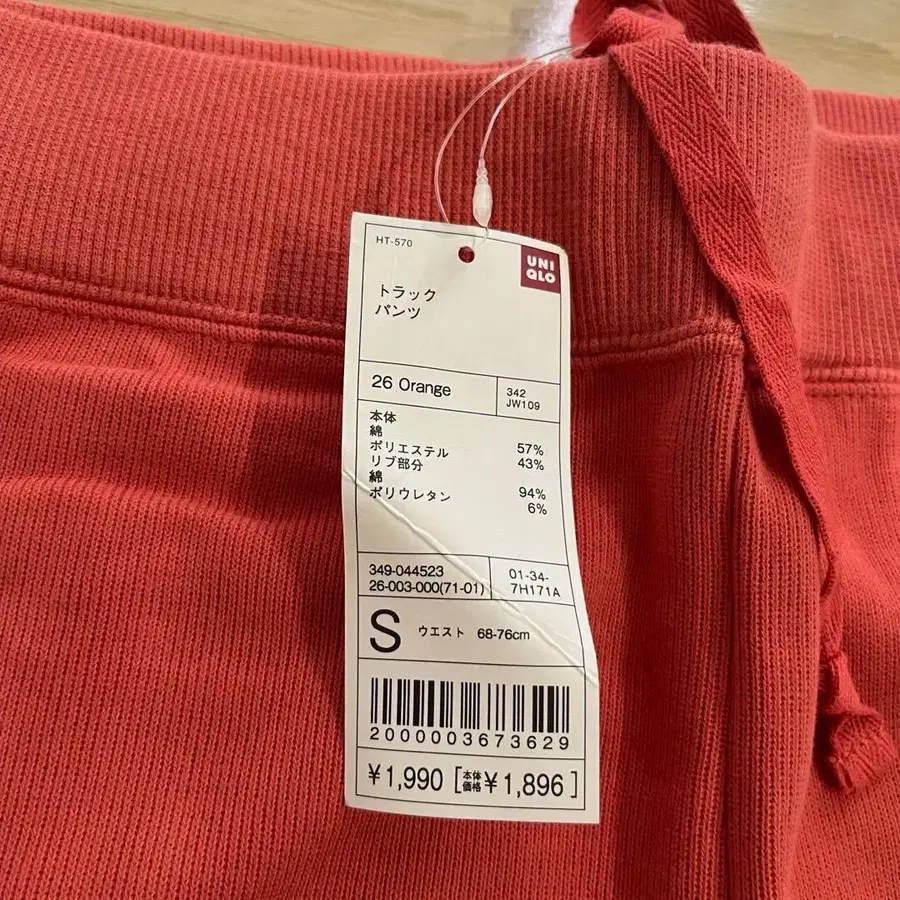 HT-570
UNI
QLO
トラック
パンツ
26 Orange
342
JW109
本体
綿 57%
ポリエステル 43%
リブ部分
綿 94%
ポリウレタン 6%
349-044523
26-003-000(71-01)
01-34-
7H171A
S ウエスト 68-76cm
2000003673629
¥1,990 [本体価格¥1,896]